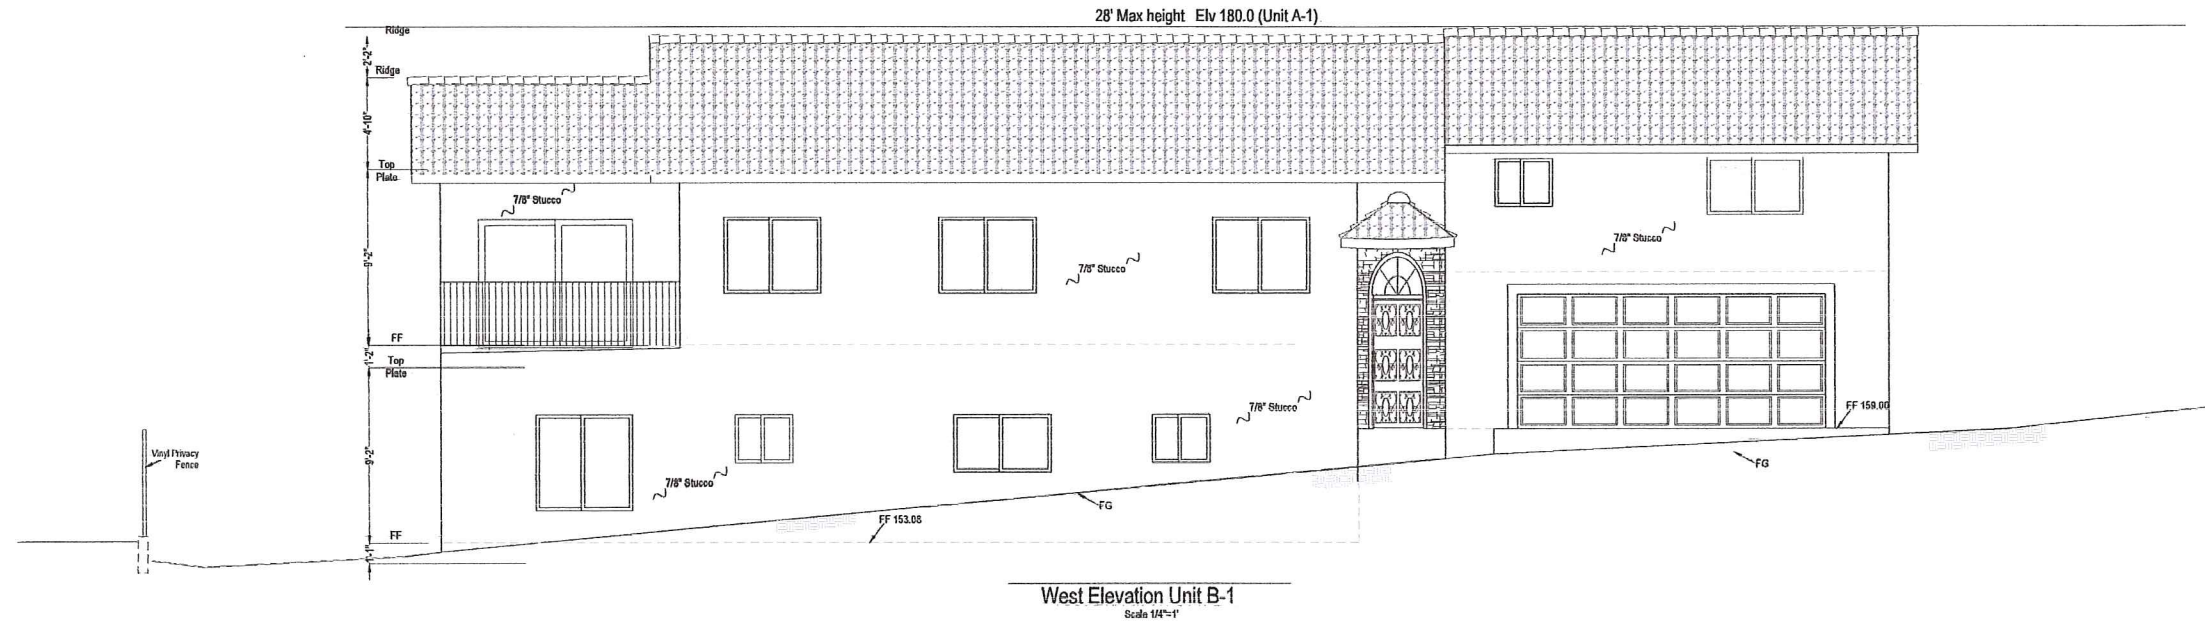 28' Max height Elv 180.0 (Unit A-1)
Ridge
2'-2"
Ridge
4'-10"
Top
Plate
7/8" Stucco
7/8" Stucco
9'-2"
7/8" Stucco
FF
1'-2"
Top
Plate
7/8" Stucco
FF 159.00
Vinyl Privacy
Fence
9'-2"
7/8" Stucco
FG
FG
FF 153.08
FF
1'-1"
West Elevation Unit B-1
Scale 1/4"=1'